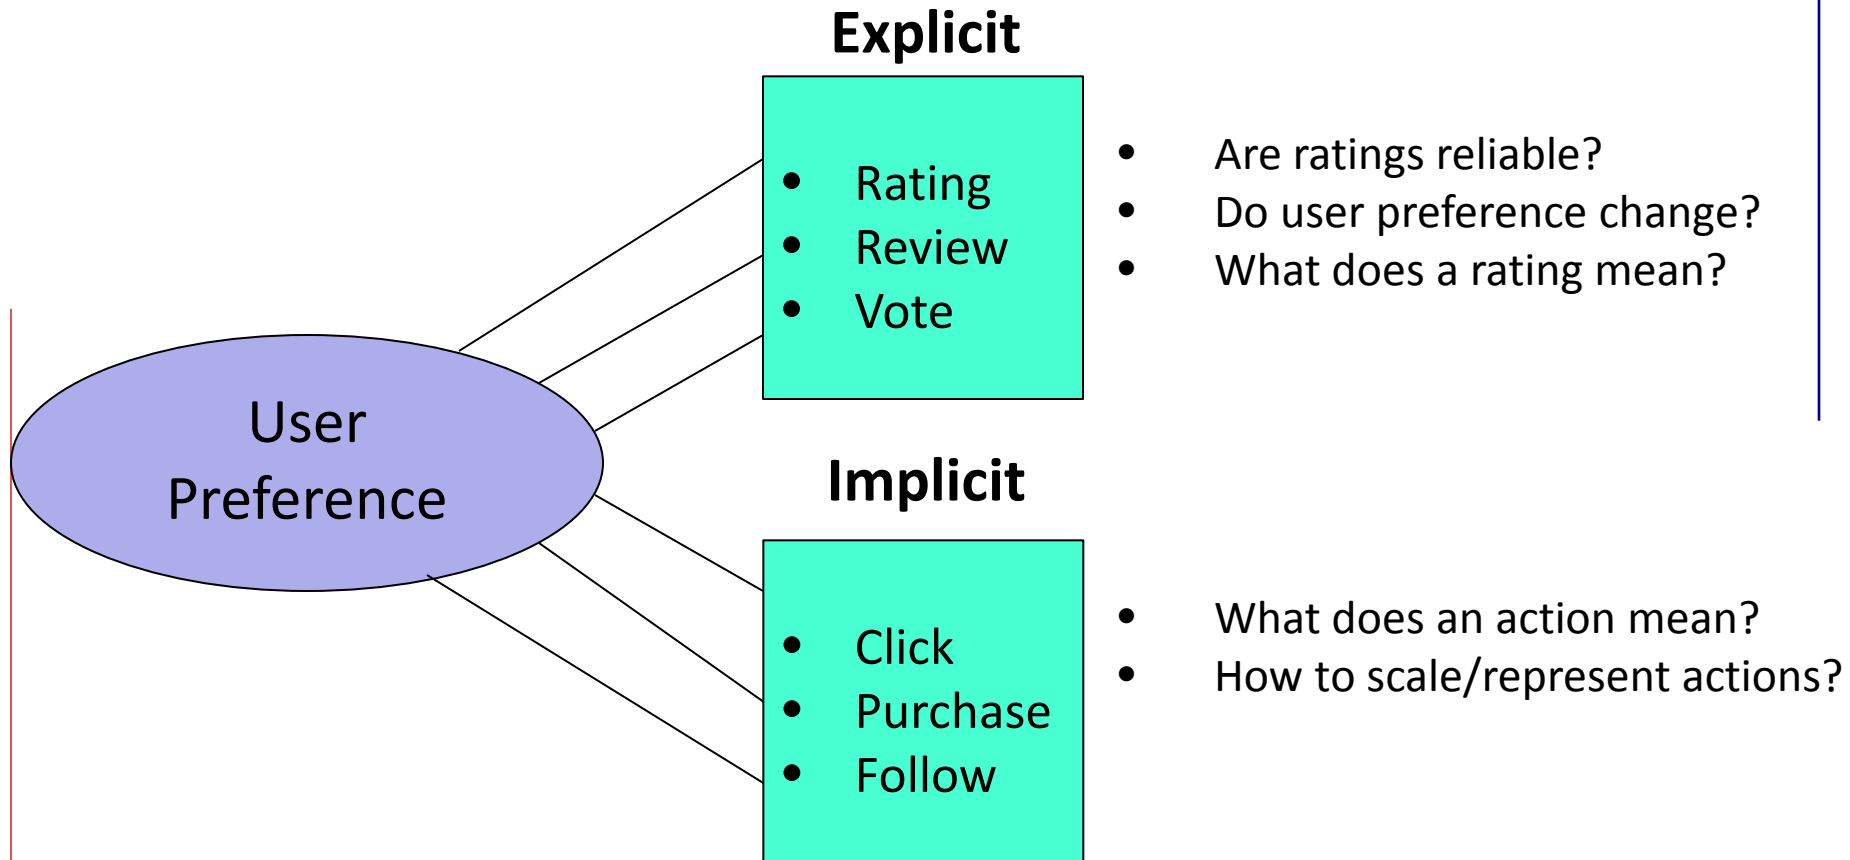 Explicit
• Rating
• Review
• Vote
• Are ratings reliable?
• Do user preference change?
• What does a rating mean?
User
Preference
Implicit
• Click
• Purchase
• Follow
• What does an action mean?
• How to scale/represent actions?